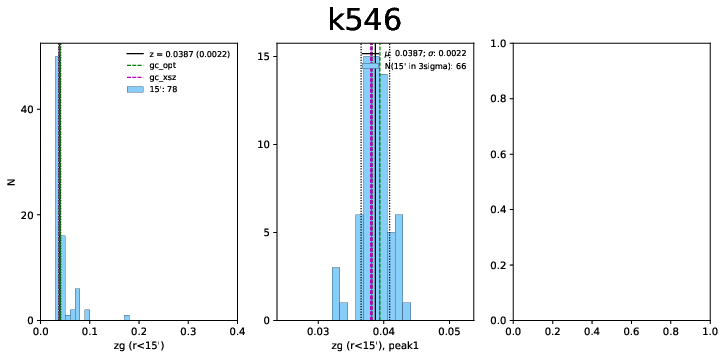 k546
z = 0.0387 (0.0022)
gc_opt
gc_xsz
15': 78
40
20
0
N
0.0 0.1 0.2 0.3 0.4
zg (r<15')
μ: 0.0387; σ: 0.0022
N(15' in 3sigma): 66
15
10
5
0
0.03 0.04 0.05
zg (r<15'), peak1
1.0
0.8
0.6
0.4
0.2
0.0
0.0 0.2 0.4 0.6 0.8 1.0